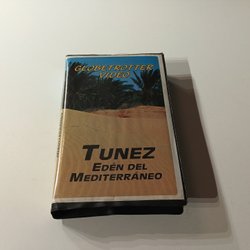 GLOBETROTTER
VIDEO
TUNEZ
EDÉN DEL
MEDITERRÁNEO